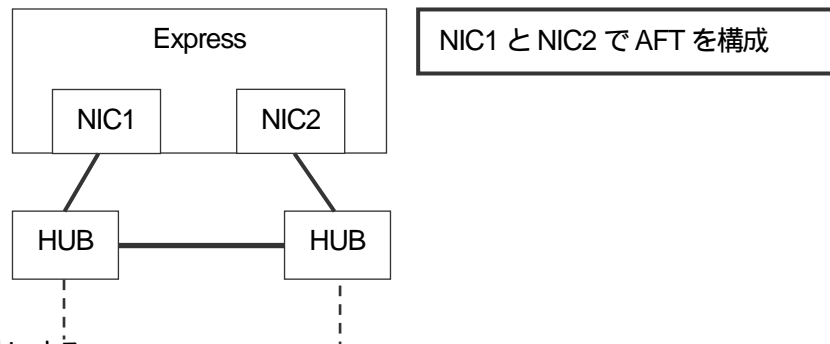 Express
NIC1 と NIC2 で AFT を構成
NIC1
NIC2
HUB
HUB